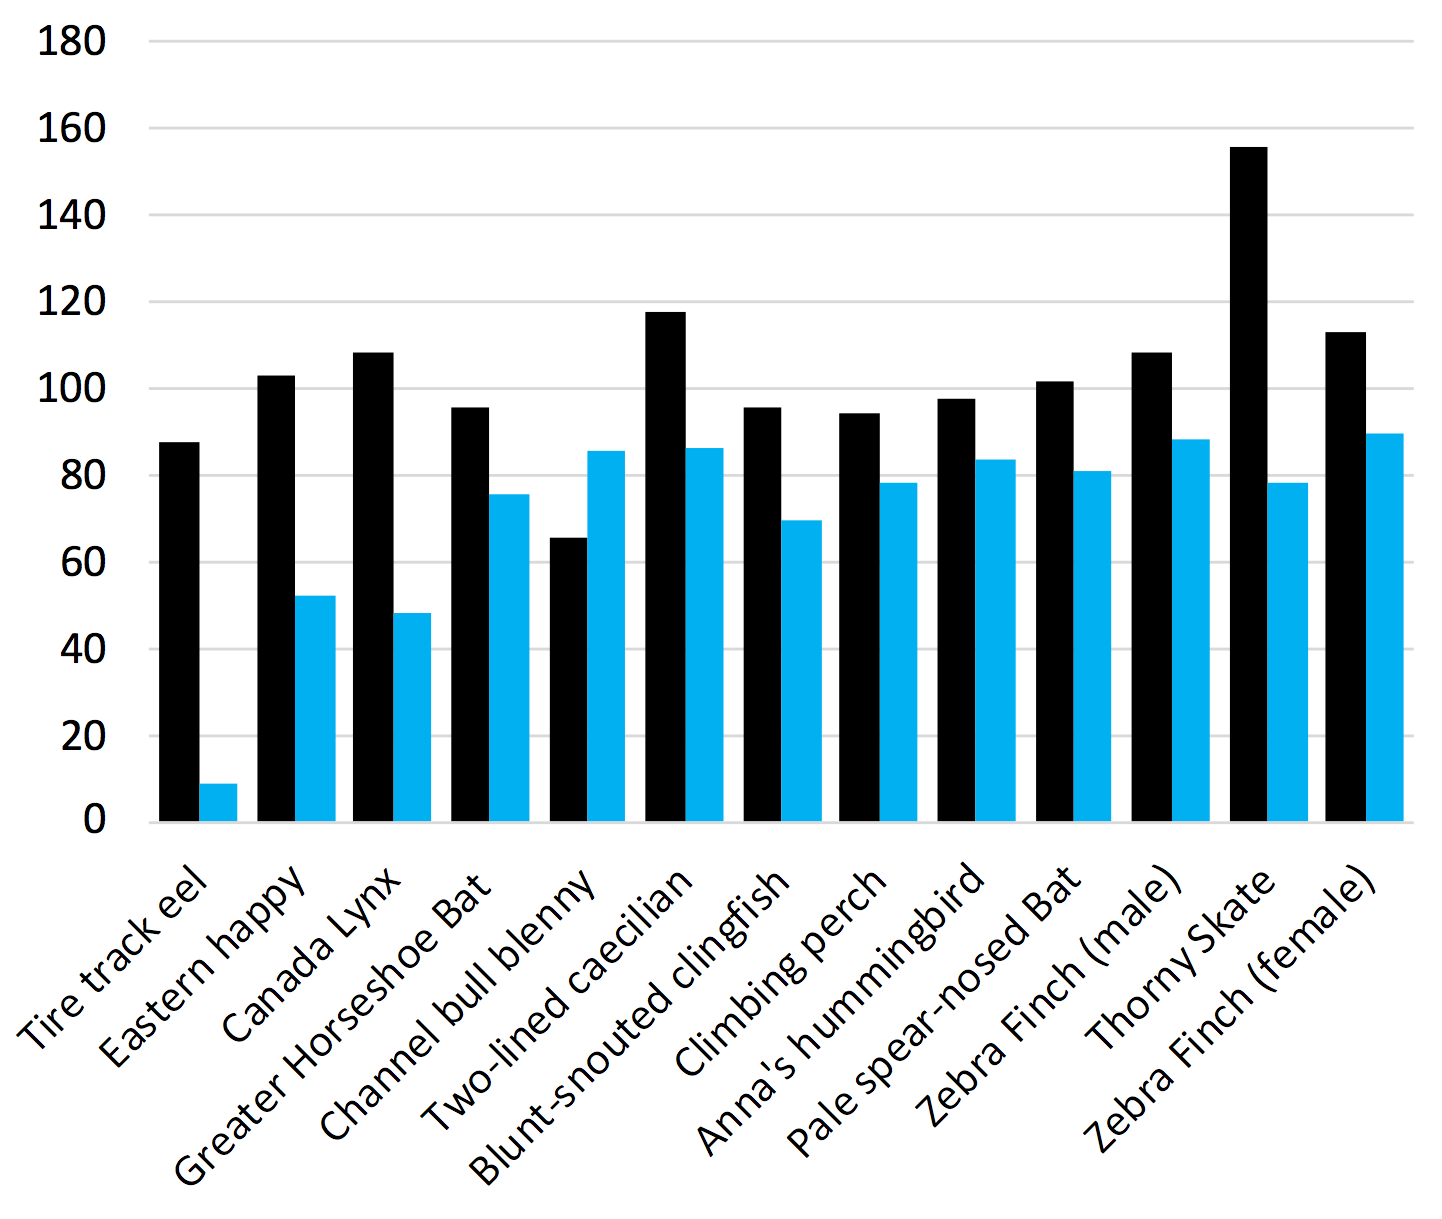 180
160
140
120
100
80
60
40
20
0
Tire track eel
Eastern happy
Canada Lynx
Greater Horseshoe Bat
Channel bull blenny
Two-lined caecilian
Blunt-snouted clingfish
Climbing perch
Anna's hummingbird
Pale spear-nosed Bat
Zebra Finch (male)
Thorny Skate
Zebra Finch (female)